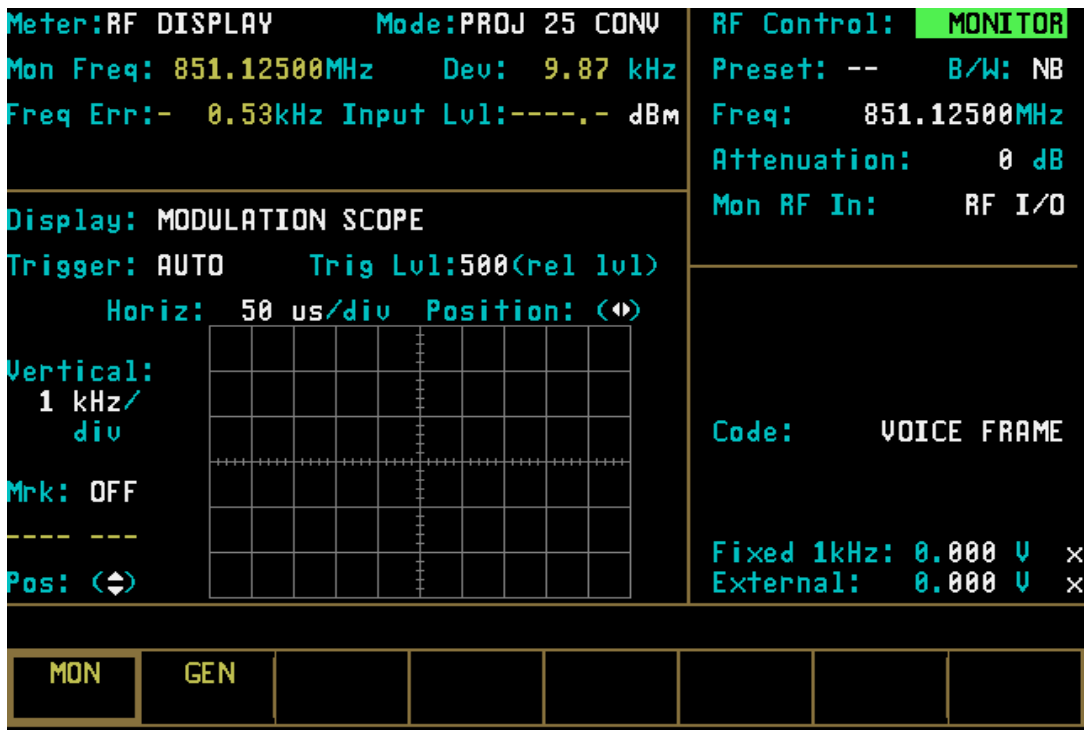 Meter:RF DISPLAY Mode:PROJ 25 CONV
Mon Freq: 851.12500MHz Dev: 9.87 kHz
Freq Err:- 0.53kHz Input Lvl:----.- dBm
Display: MODULATION SCOPE
Trigger: AUTO Trig Lvl:500(rel lvl)
Horiz: 50 us/div Position: (◂▸)
Vertical:
1 kHz/
div
Mrk: OFF
---- ---
Pos: (▴▾)
RF Control: MONITOR
Preset: -- B/W: NB
Freq: 851.12500MHz
Attenuation: 0 dB
Mon RF In: RF I/O
Code: VOICE FRAME
Fixed 1kHz: 0.000 V x
External: 0.000 V x
MON GEN